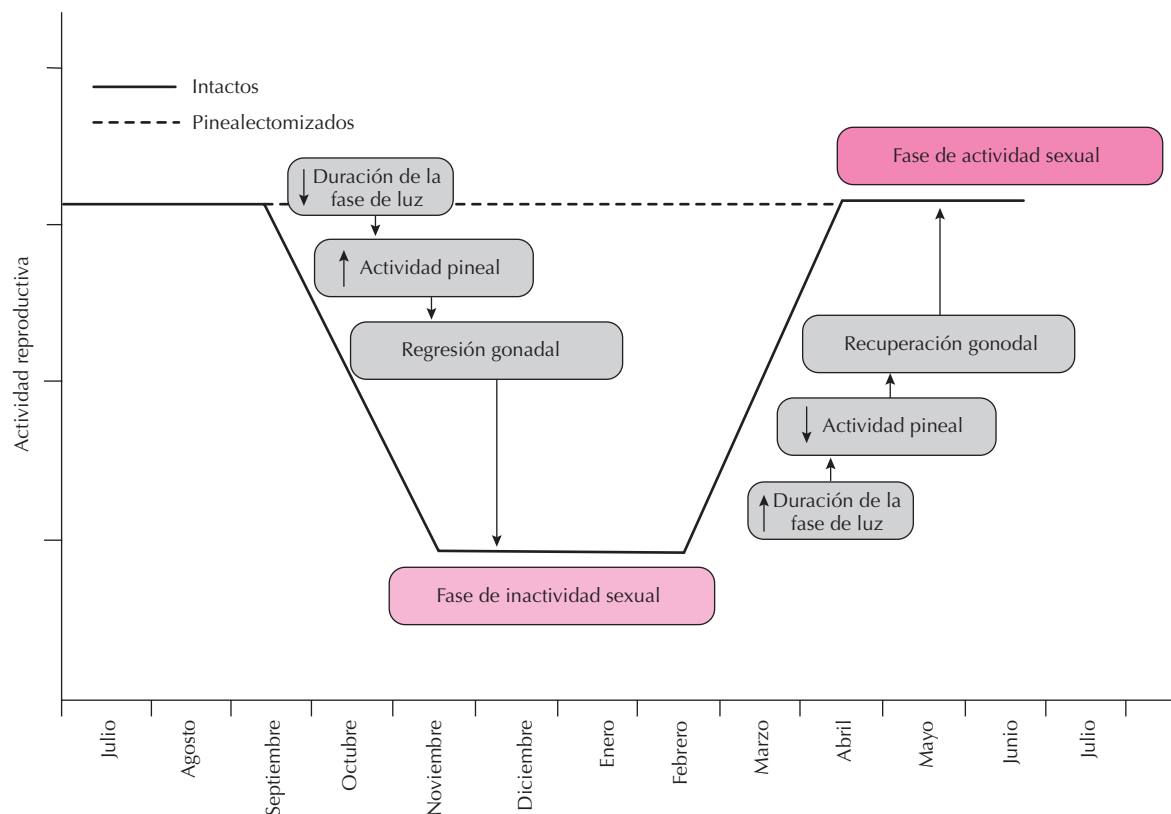 Intactos
Pinealectomizados
Fase de actividad sexual
Duración de la
fase de luz
Actividad pineal
Regresión gonadal
Recuperación gonodal
Actividad pineal
Duración de la
fase de luz
Fase de inactividad sexual
Actividad reproductiva
Julio
Agosto
Septiembre
Octubre
Noviembre
Diciembre
Enero
Febrero
Marzo
Abril
Mayo
Junio
Julio